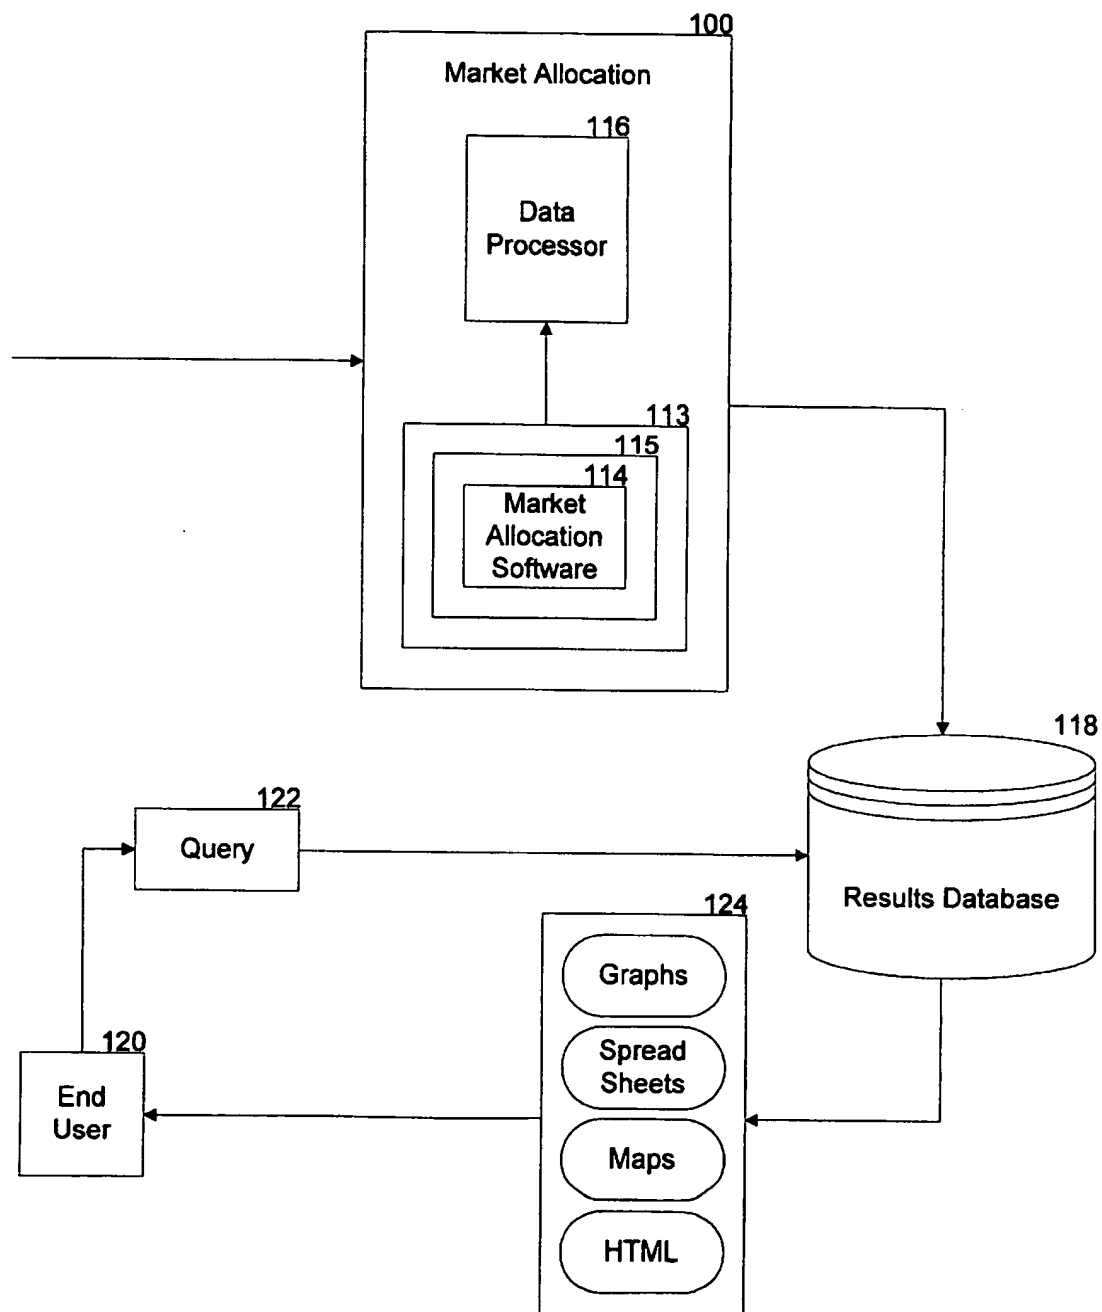 100
Market Allocation
116
Data
Processor
113
115
114
Market
Allocation
Software
118
122
Query
Results Database
124
Graphs
Spread
Sheets
120
End
User
Maps
HTML